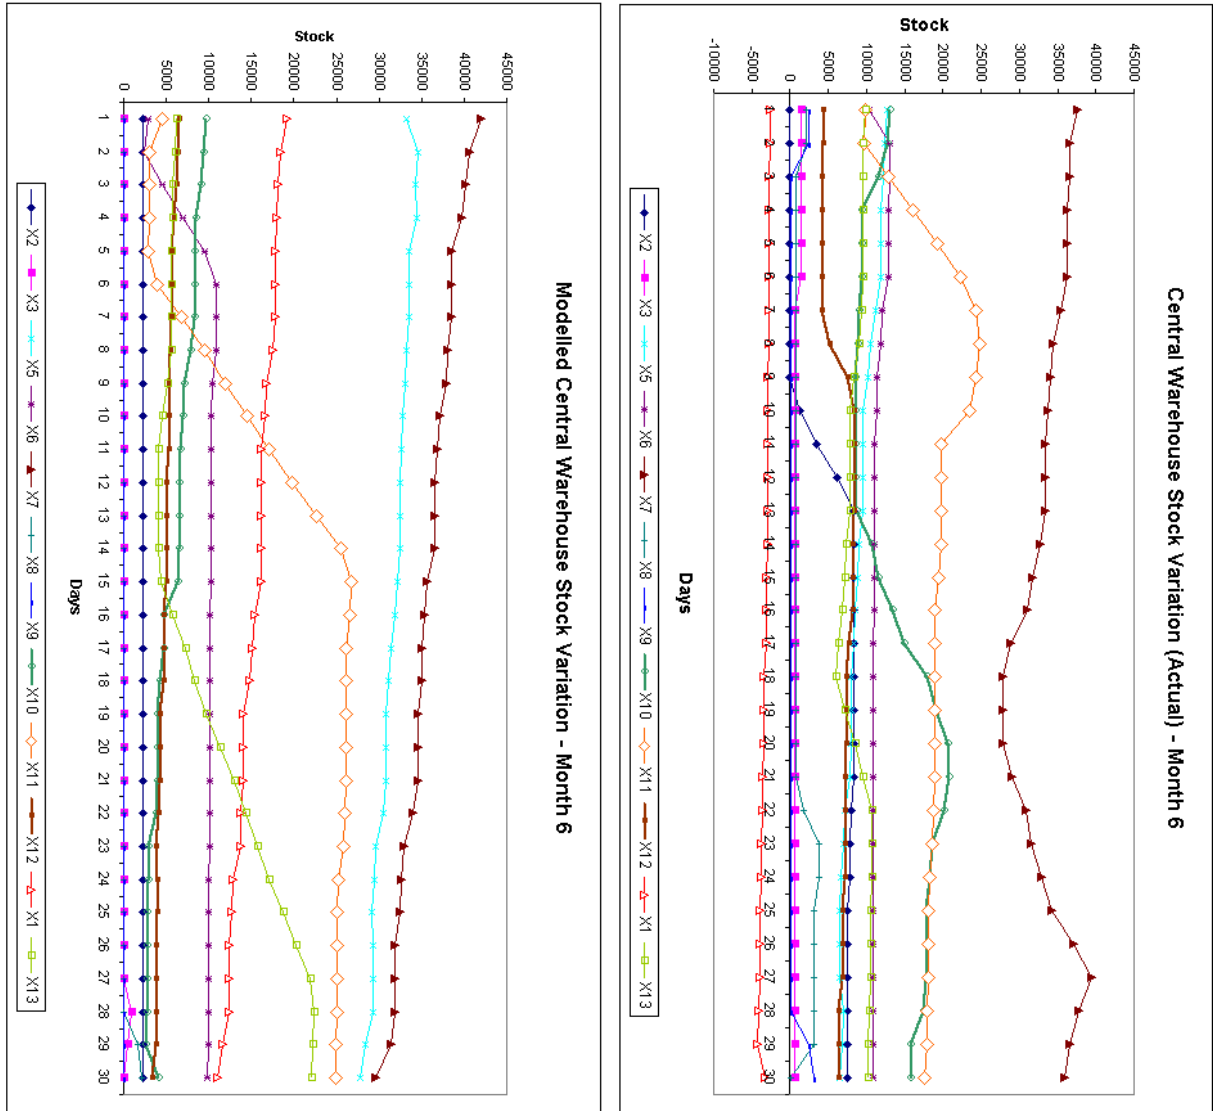 Central Warehouse Stock Variation (Actual) - Month 6
Stock
45000
40000
35000
30000
25000
20000
15000
10000
5000
0
-5000
-10000
1 2 3 4 5 6 7 8 9 10 11 12 13 14 15 16 17 18 19 20 21 22 23 24 25 26 27 28 29 30
Days
X2 X3 X5 X6 X7 X8 X9 X10 X11 X12 X1 X13
Modelled Central Warehouse Stock Variation - Month 6
Stock
45000
40000
35000
30000
25000
20000
15000
10000
5000
0
1 2 3 4 5 6 7 8 9 10 11 12 13 14 15 16 17 18 19 20 21 22 23 24 25 26 27 28 29 30
Days
X2 X3 X5 X6 X7 X8 X9 X10 X11 X12 X1 X13